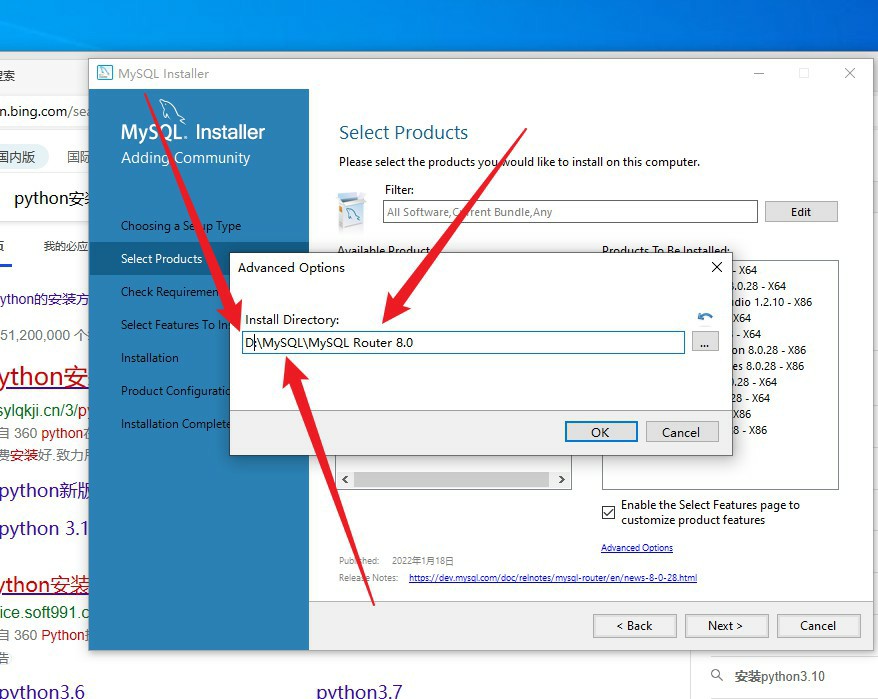 MySQL Installer
MySQL. Installer
Adding Community
Choosing a Setup Type
Select Products
Check Requiremen
Select Features To In
Installation
Product Configuratio
Installation Complete
Select Products
Please select the products you would like to install on this computer.
Filter:
All Software,Current Bundle,Any
Edit
Available Product
Products To Be Installed:
Advanced Options
Install Directory:
D:\MySQL\MySQL Router 8.0
...
OK
Cancel
- X64
.0.28 - X64
dio 1.2.10 - X86
X64
- X64
on 8.0.28 - X86
es 8.0.28 - X86
.28 - X64
28 - X64
X86
8 - X86
Enable the Select Features page to
customize product features
Advanced Options
Published: 2022年1月18日
Release Notes: https://dev.mysql.com/doc/relnotes/mysql-router/en/news-8-0-28.html
< Back
Next >
Cancel
搜索
n.bing.com/sea
国内版
国际
python安装
页
我的必应
ython的安装方
51,200,000 个
ython安装
sylqkji.cn/3/py
自 360 python在
费安装好.致力
python新版
python 3.1
ython安装
ice.soft991.c
自 360 Python
告
python3.6
python3.7
安装python3.10